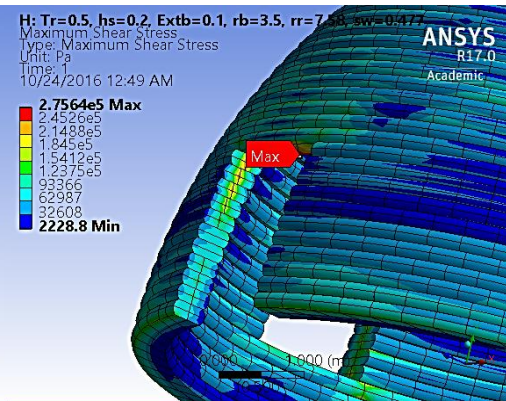 H: Tr=0.5, hs=0.2, Extb=0.1, rb=3.5, rr=7.58, sw=0.477
Maximum Shear Stress
Type: Maximum Shear Stress
Unit: Pa
Time: 1
10/24/2016 12:49 AM
ANSYS
R17.0
Academic
2.7564e5 Max
2.4526e5
2.1488e5
1.845e5
1.5412e5
1.2375e5
93366
62987
32608
2228.8 Min
Max
0.000 1.000 (m)